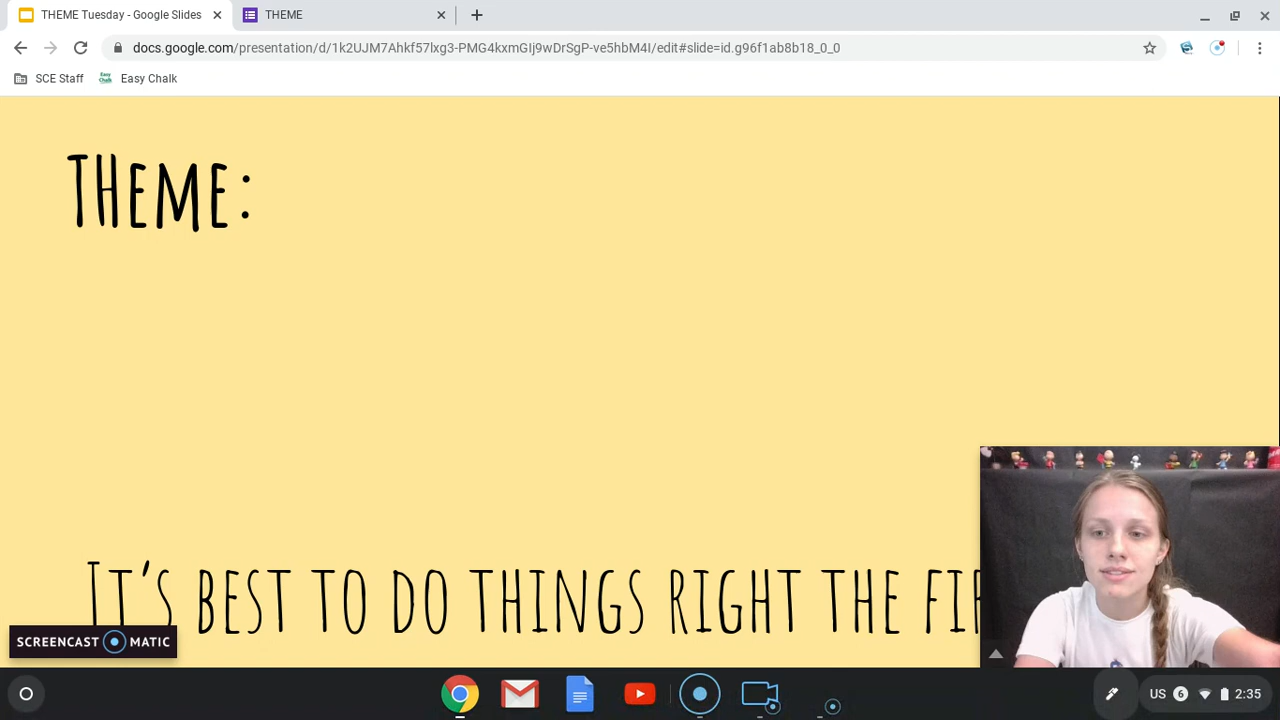 THEME Tuesday - Google Slides
THEME
docs.google.com/presentation/d/1k2UJM7Ahkf57lxg3-PMG4kxmGIj9wDrSgP-ve5hbM4I/edit#slide=id.g96f1ab8b18_0_0
SCE Staff
Easy Chalk
THEME:
IT'S BEST TO DO THINGS RIGHT THE
SCREENCAST MATIC
US 6 2:35